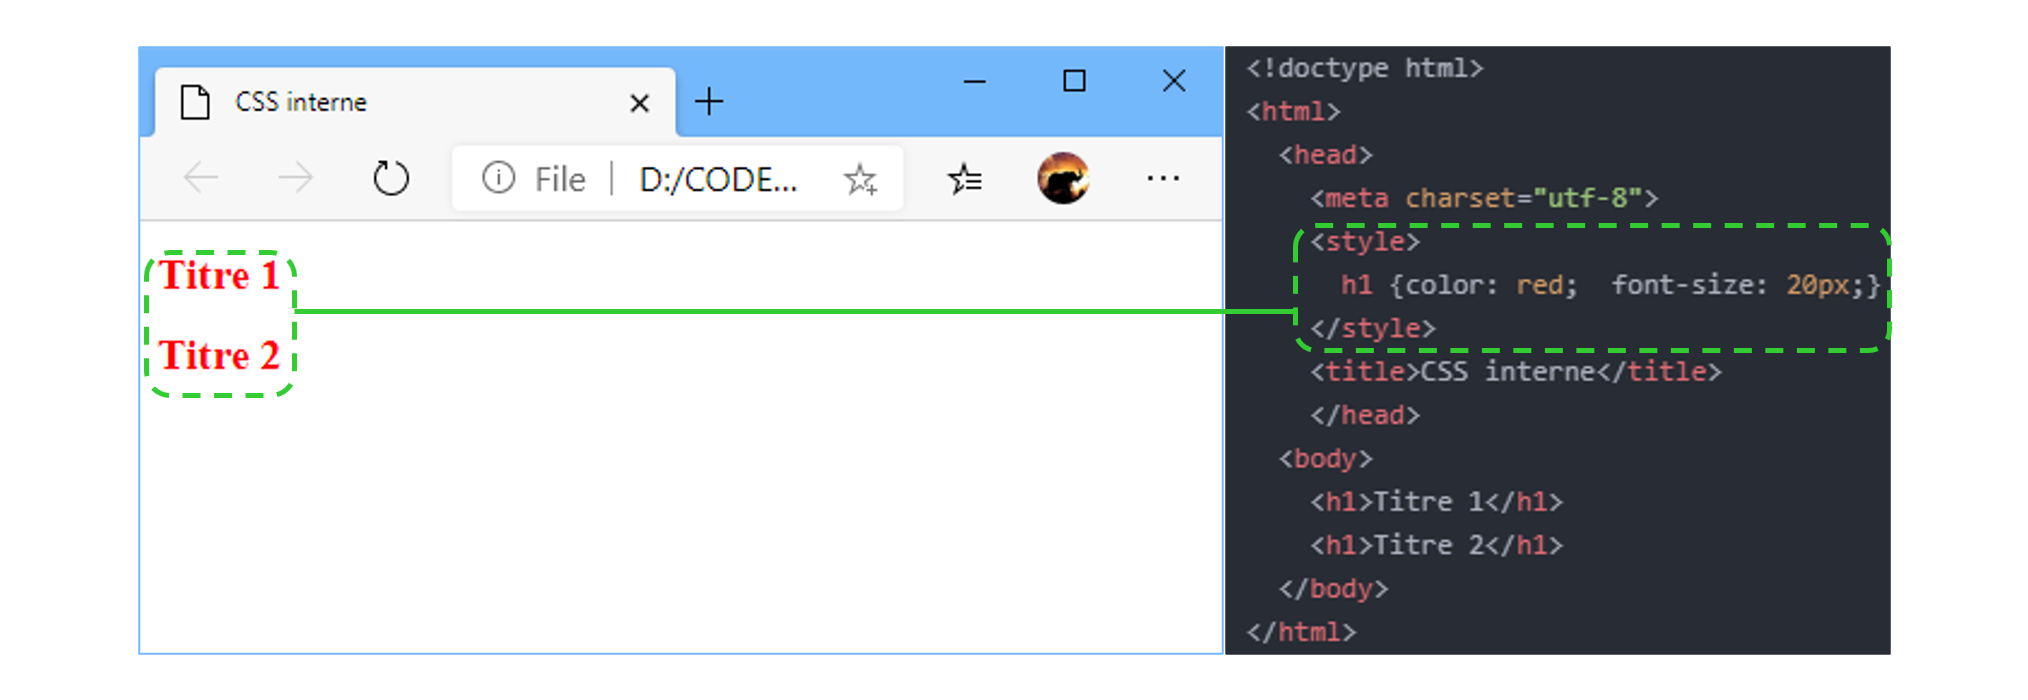 CSS interne
File | D:/CODE...
Titre 1
Titre 2
<!doctype html>
<html>
<head>
<meta charset="utf-8">
<style>
h1 {color: red;  font-size: 20px;}
</style>
<title>CSS interne</title>
</head>
<body>
<h1>Titre 1</h1>
<h1>Titre 2</h1>
</body>
</html>